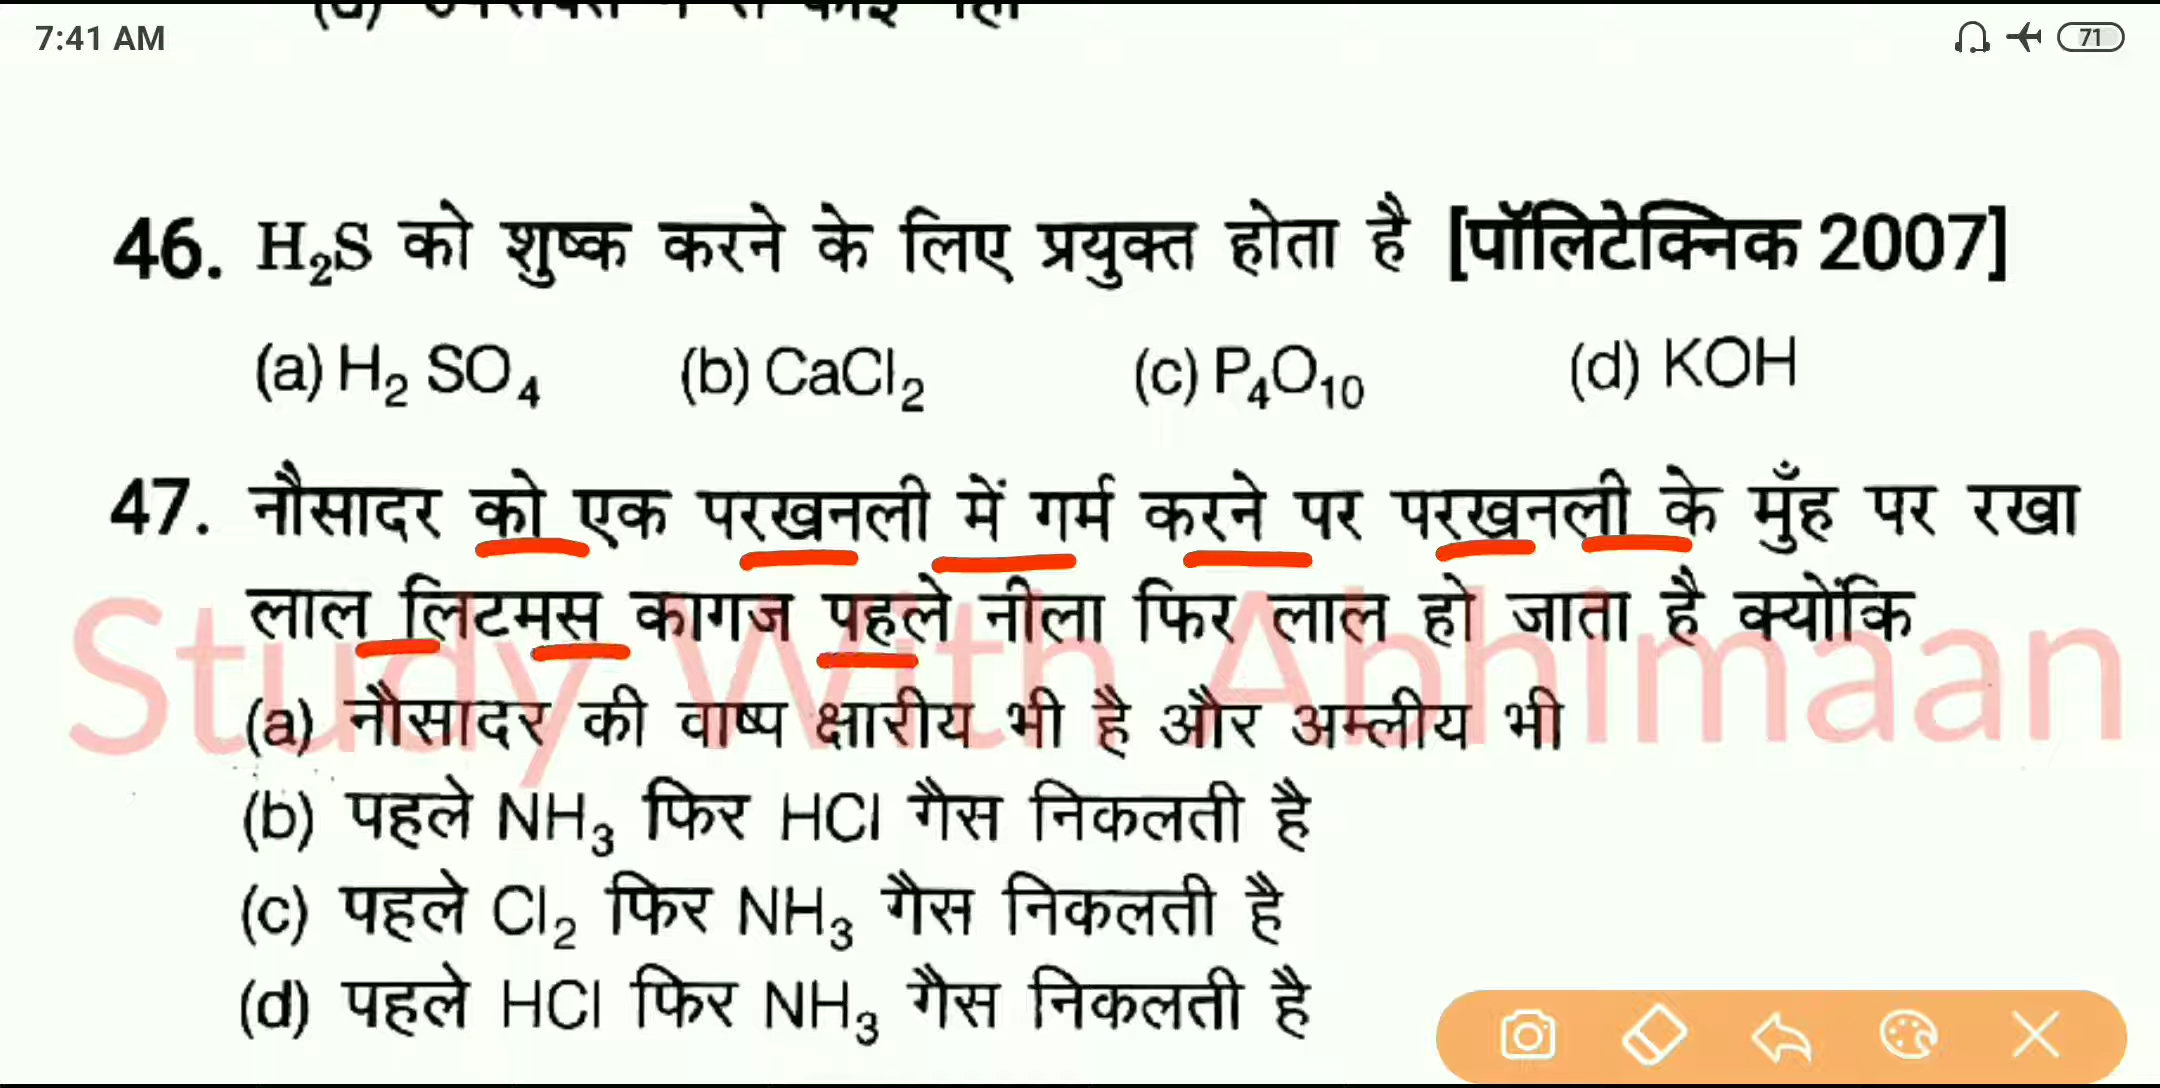 7:41 AM
71
46. H₂S को शुष्क करने के लिए प्रयुक्त होता है [पॉलिटेक्निक 2007]
(a) H₂ SO₄ (b) CaCl₂ (c) P₄O₁₀ (d) KOH
47. नौसादर को एक परखनली में गर्म करने पर परखनली के मुँह पर रखा
लाल लिटमस कागज पहले नीला फिर लाल हो जाता है क्योंकि
Study With Abhimaan
(a) नौसादर की वाष्प क्षारीय भी है और अम्लीय भी
(b) पहले NH₃ फिर HCl गैस निकलती है
(c) पहले Cl₂ फिर NH₃ गैस निकलती है
(d) पहले HCl फिर NH₃ गैस निकलती है